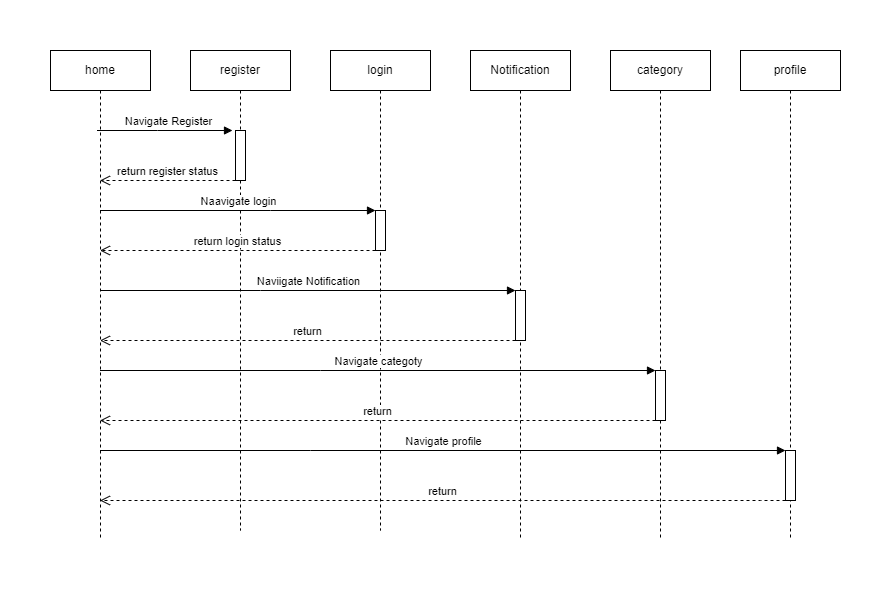 home
register
login
Notification
category
profile
Navigate Register
return register status
Naavigate login
return login status
Naviigate Notification
return
Navigate categoty
return
Navigate profile
return